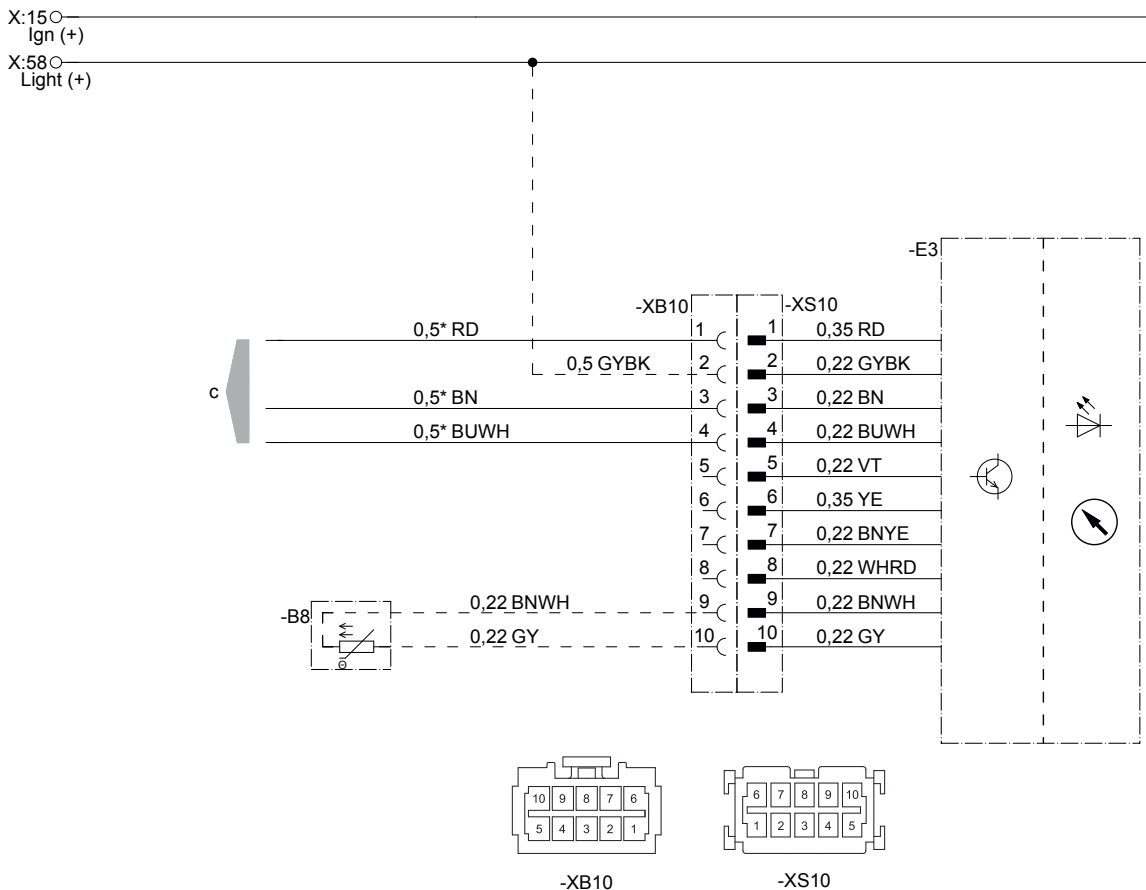 X:15
Ign (+)
X:58
Light (+)
-E3
-XB10
-XS10
0,5* RD
1
1
0,35 RD
0,5 GYBK
2
2
0,22 GYBK
c
0,5* BN
3
3
0,22 BN
0,5* BUWH
4
4
0,22 BUWH
5
5
0,22 VT
6
6
0,35 YE
7
7
0,22 BNYE
8
8
0,22 WHRD
-B8
0,22 BNWH
9
9
0,22 BNWH
0,22 GY
10
10
0,22 GY
Θ
10 9 8 7 6
5 4 3 2 1
-XB10
6 7 8 9 10
1 2 3 4 5
-XS10